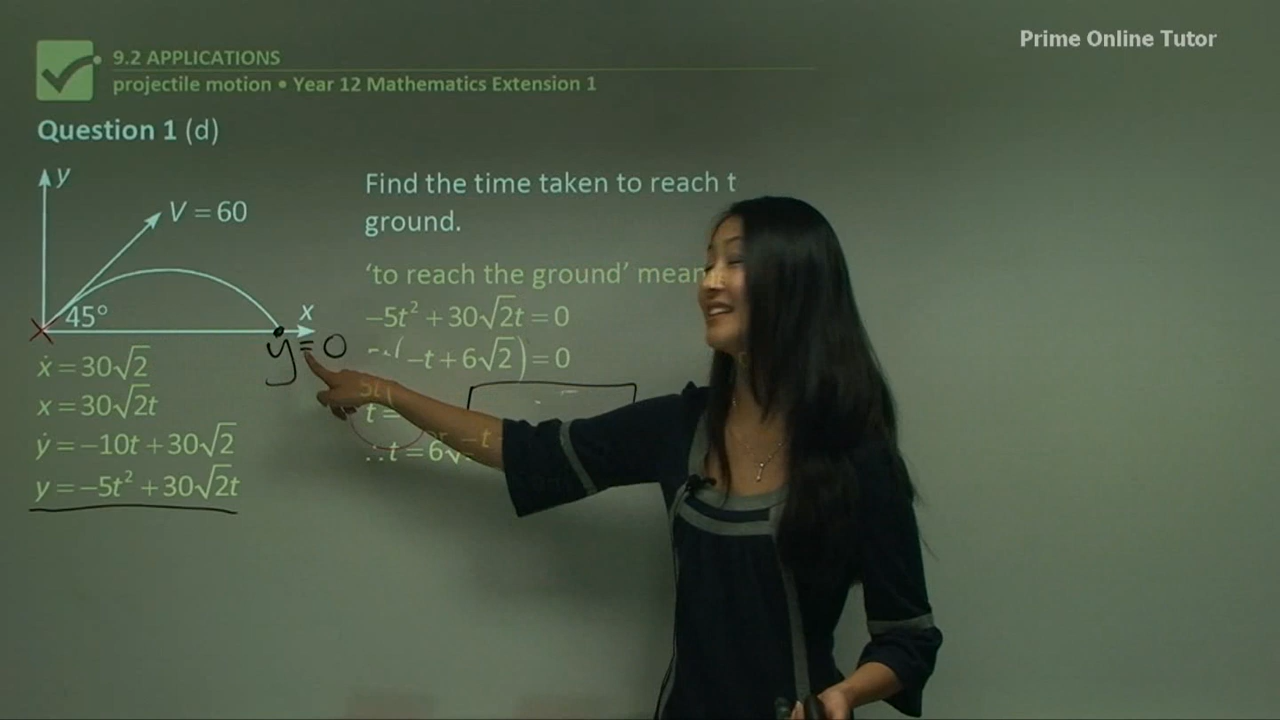 Prime Online Tutor
9.2 APPLICATIONS
projectile motion • Year 12 Mathematics Extension 1
Question 1 (d)
y
V = 60
45°
x
y = 0
ẋ = 30√2
x = 30√2t
ẏ = −10t + 30√2
y = −5t² + 30√2t
Find the time taken to reach t
ground.
‘to reach the ground’ mean
−5t² + 30√2t = 0
−t + 6√2) = 0
t =
∴ t = 6√